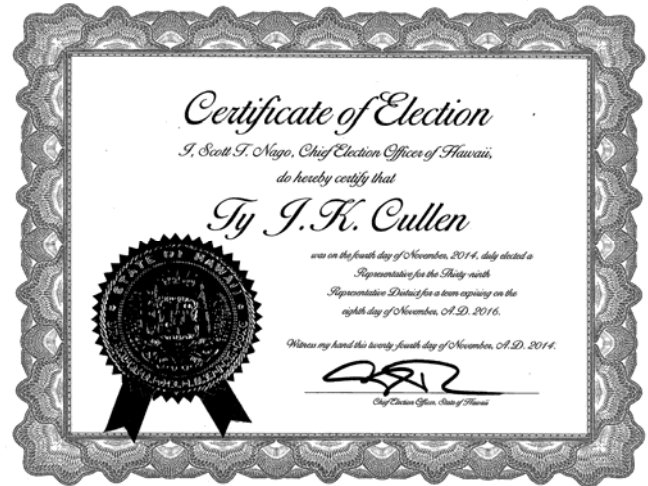 Certificate of Election
I, Scott T. Nago, Chief Election Officer of Hawaii,
do hereby certify that
Ty J.K. Cullen
was on the fourth day of November, 2014, duly elected a
Representative for the Thirty-ninth
Representative District for a term expiring on the
eighth day of November, A.D. 2016.
Witness my hand this twenty-fourth day of November, A.D. 2014.
Chief Election Officer, State of Hawaii
STATE OF HAWAII